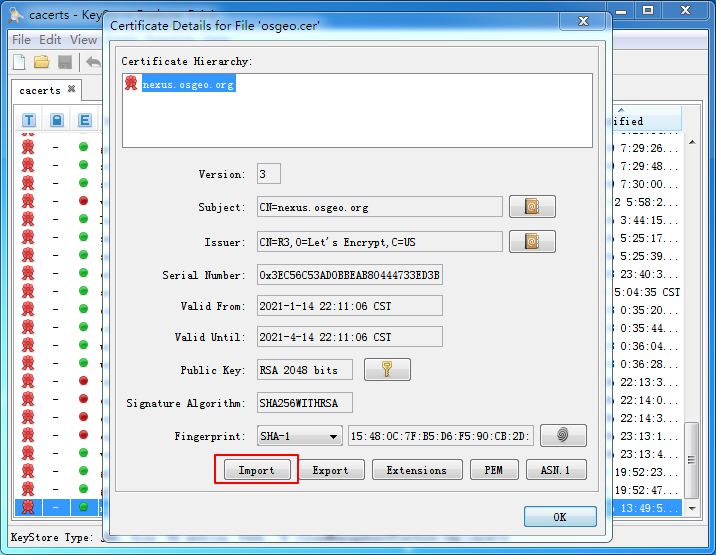 cacerts - KeyStore
Certificate Details for File 'osgeo.cer'
File Edit View
cacerts
Certificate Hierarchy:
nexus.osgeo.org
T E
ified
7:29:26...
7:29:48...
7:30:00...
2 5:58:2...
3:44:15...
5:25:17...
5:25:39...
23:40:3...
5:04:35 CST
0:35:20...
0:35:44...
0:36:04...
0:36:28...
22:13:3...
22:14:0...
22:14:0...
22:13:4...
19:52:23...
19:52:47...
13:49:5...
Version: 3
Subject: CN=nexus.osgeo.org
Issuer: CN=R3,O=Let's Encrypt,C=US
Serial Number: 0x3EC56C53AD0BBEAB80444733ED3B
Valid From: 2021-1-14 22:11:06 CST
Valid Until: 2021-4-14 22:11:06 CST
Public Key: RSA 2048 bits
Signature Algorithm: SHA256WITHRSA
Fingerprint: SHA-1 15:48:0C:7F:B5:D6:F5:90:CB:2D:
Import Export Extensions PEM ASN.1
OK
KeyStore Type: